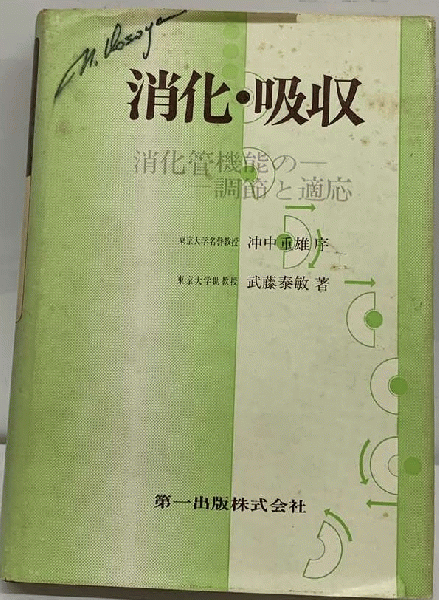 消化・吸収
消化管機能の―
―調節と適応
東京大学名誉教授 沖中重雄 序
東京大学助教授 武藤泰敏 著
第一出版株式会社